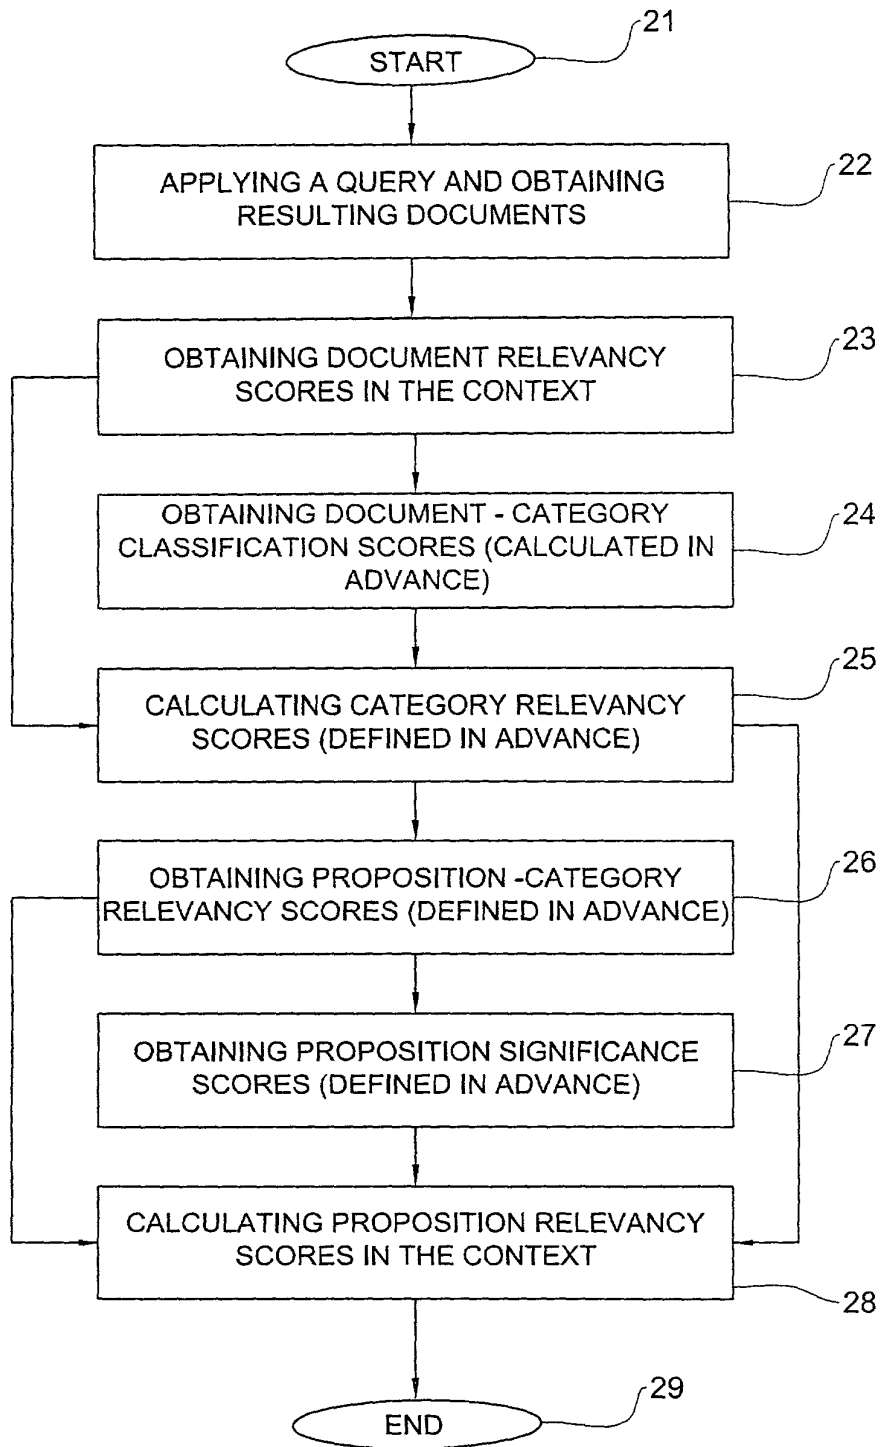 21
START
22
APPLYING A QUERY AND OBTAINING
RESULTING DOCUMENTS
23
OBTAINING DOCUMENT RELEVANCY
SCORES IN THE CONTEXT
24
OBTAINING DOCUMENT - CATEGORY
CLASSIFICATION SCORES (CALCULATED IN
ADVANCE)
25
CALCULATING CATEGORY RELEVANCY
SCORES (DEFINED IN ADVANCE)
26
OBTAINING PROPOSITION -CATEGORY
RELEVANCY SCORES (DEFINED IN ADVANCE)
27
OBTAINING PROPOSITION SIGNIFICANCE
SCORES (DEFINED IN ADVANCE)
CALCULATING PROPOSITION RELEVANCY
SCORES IN THE CONTEXT
28
29
END